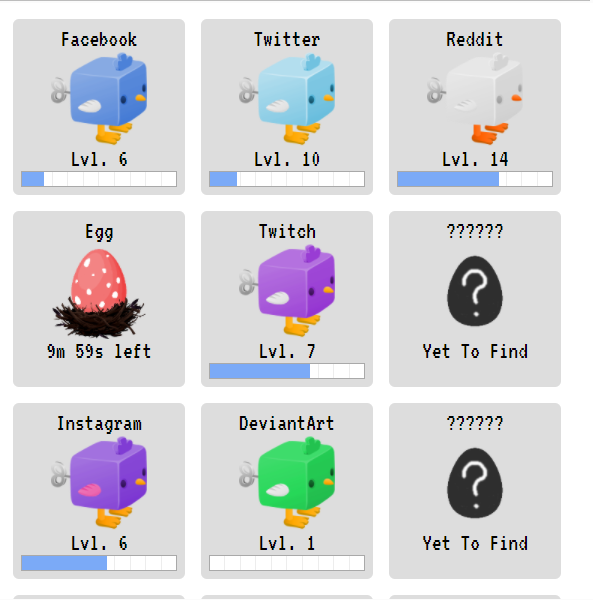 Facebook
Lvl. 6
Twitter
Lvl. 10
Reddit
Lvl. 14
Egg
9m 59s left
Twitch
Lvl. 7
??????
?
Yet To Find
Instagram
Lvl. 6
DeviantArt
Lvl. 1
??????
?
Yet To Find